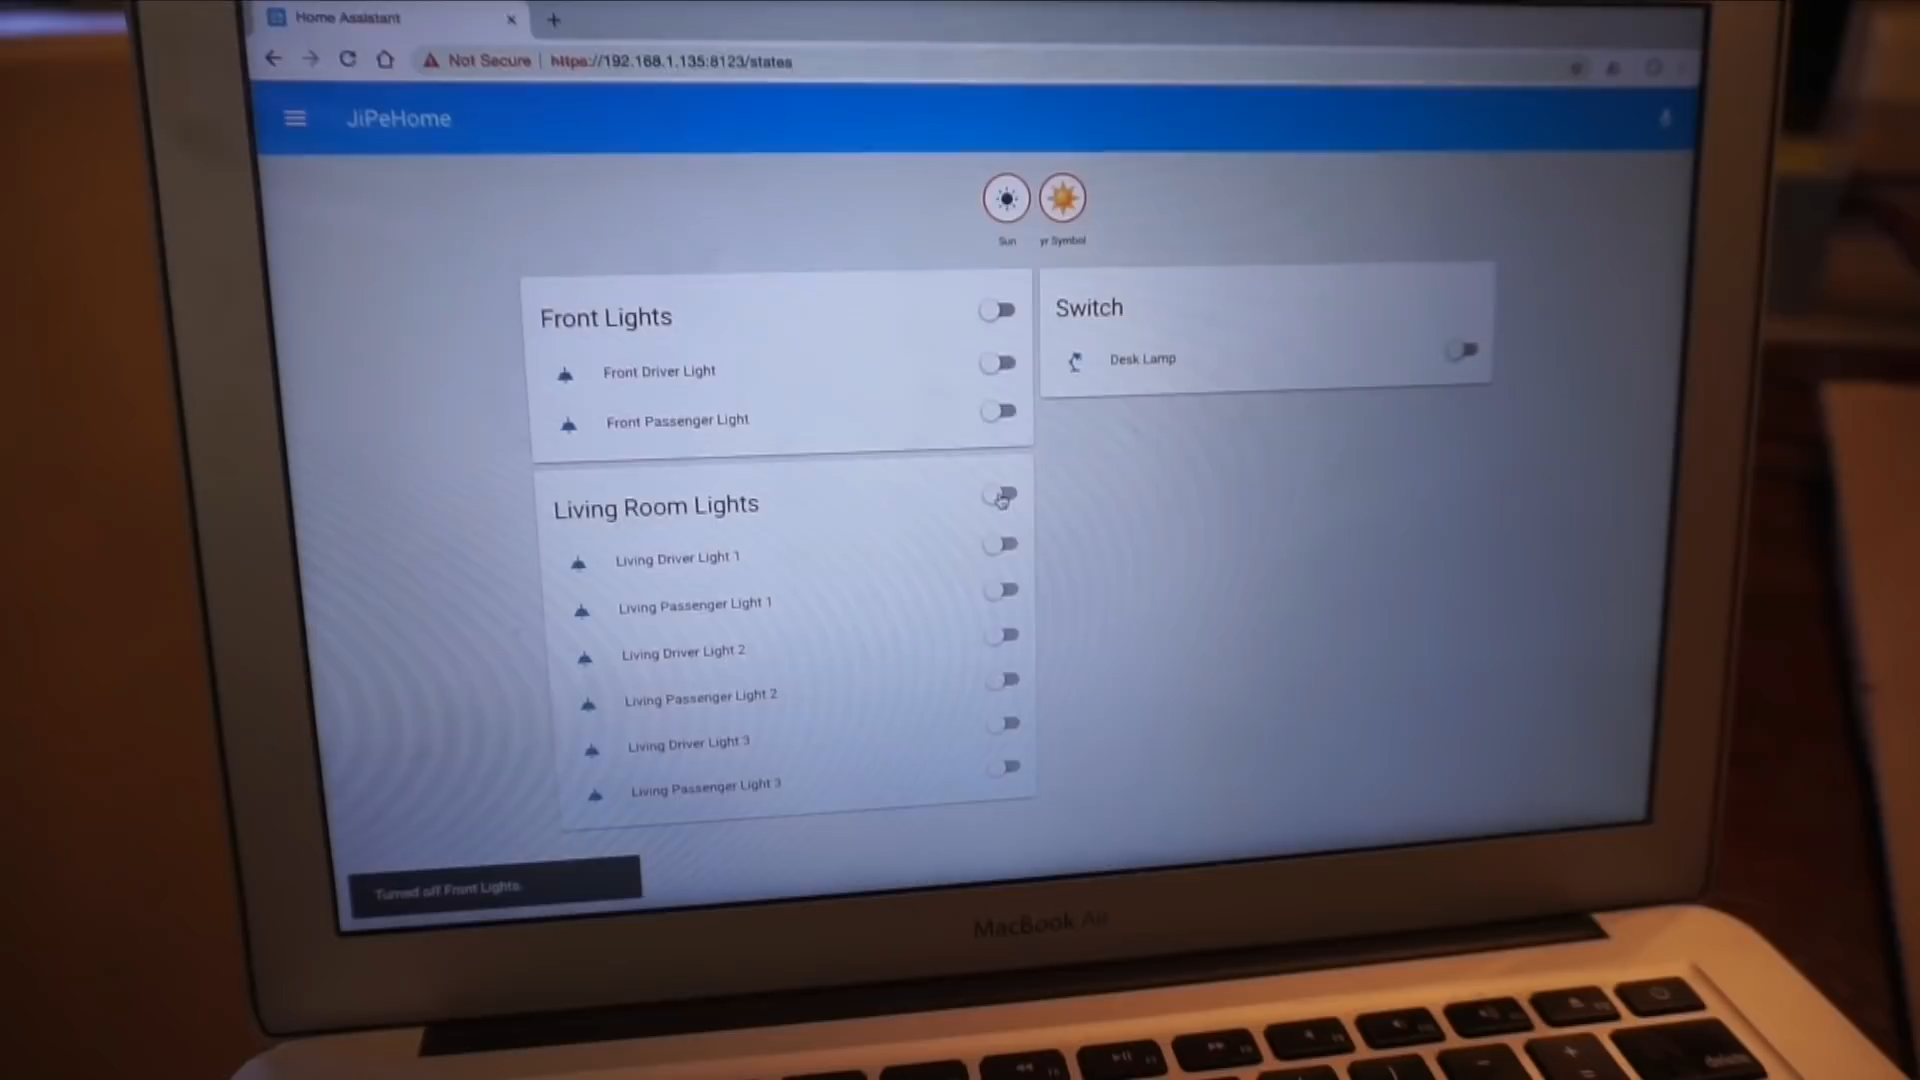 Home Assistant
Not Secure | https://192.168.1.135:8123/states
JiPeHome
Sun
yr Symbol
Front Lights
Front Driver Light
Front Passenger Light
Switch
Desk Lamp
Living Room Lights
Living Driver Light 1
Living Passenger Light 1
Living Driver Light 2
Living Passenger Light 2
Living Driver Light 3
Living Passenger Light 3
Turned off Front Lights.
MacBook Air
delete